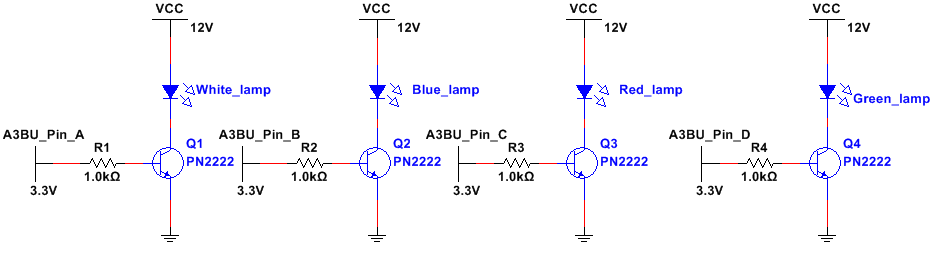 VCC
12V
White_lamp
A3BU_Pin_A
R1
1.0kΩ
3.3V
Q1
PN2222
VCC
12V
Blue_lamp
A3BU_Pin_B
R2
1.0kΩ
3.3V
Q2
PN2222
VCC
12V
Red_lamp
A3BU_Pin_C
R3
1.0kΩ
3.3V
Q3
PN2222
VCC
12V
Green_lamp
A3BU_Pin_D
R4
1.0kΩ
3.3V
Q4
PN2222